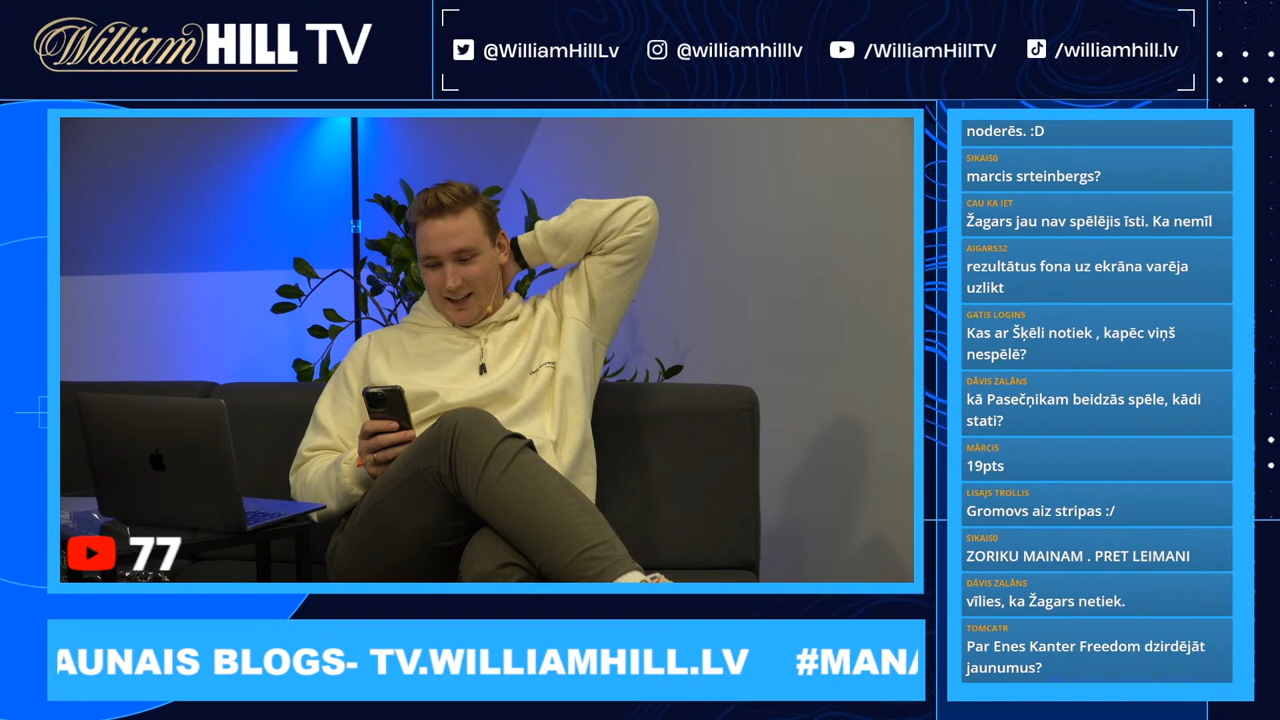 William HILL TV
@WilliamHillLv
@williamhilllv
/WilliamHillTV
/williamhill.lv
noderēs. :D
SIKAIS0
marcis srteinbergs?
CAU KA IET
Žagars jau nav spēlējis īsti. Ka nemīl
AIGARS32
rezultātus fona uz ekrāna varēja
uzlikt
GATIS LOGINS
Kas ar Šķēli notiek , kapēc viņš
nespēlē?
DĀVIS ZALĀNS
kā Pasečņikam beidzās spēle, kādi
stati?
MĀRCIS
19pts
LISAJS TROLLIS
Gromovs aiz stripas :/
SIKAIS0
ZORIKU MAINAM . PRET LEIMANI
DĀVIS ZALĀNS
vīlies, ka Žagars netiek.
TOMCATR
Par Enes Kanter Freedom dzirdējāt
jaunumus?
77
AUNAIS BLOGS- TV.WILLIAMHILL.LV #MANA